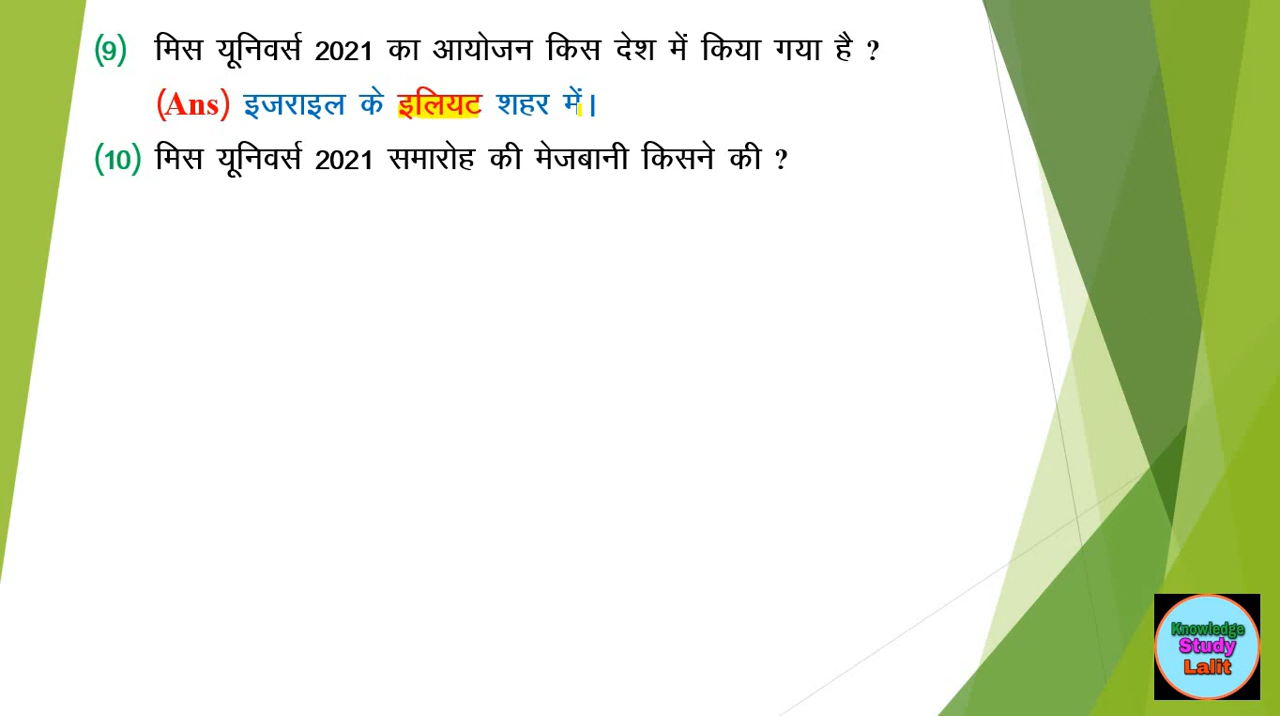 (9) मिस यूनिवर्स 2021 का आयोजन किस देश में किया गया है ?
(Ans) इजराइल के इलियट शहर में।
(10) मिस यूनिवर्स 2021 समारोह की मेजबानी किसने की ?
Knowledge
Study
Lalit